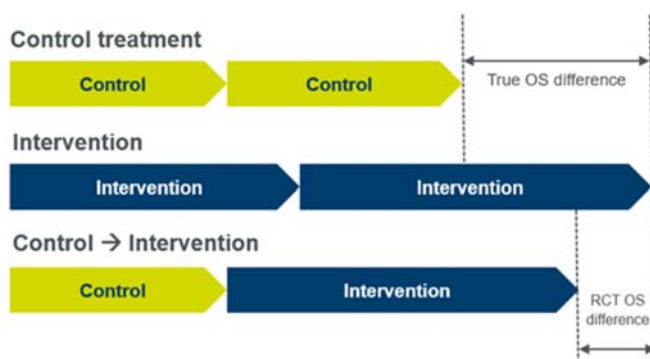 Control treatment
Control Control
True OS difference
Intervention
Intervention Intervention
Control → Intervention
Control Intervention
RCT OS
difference